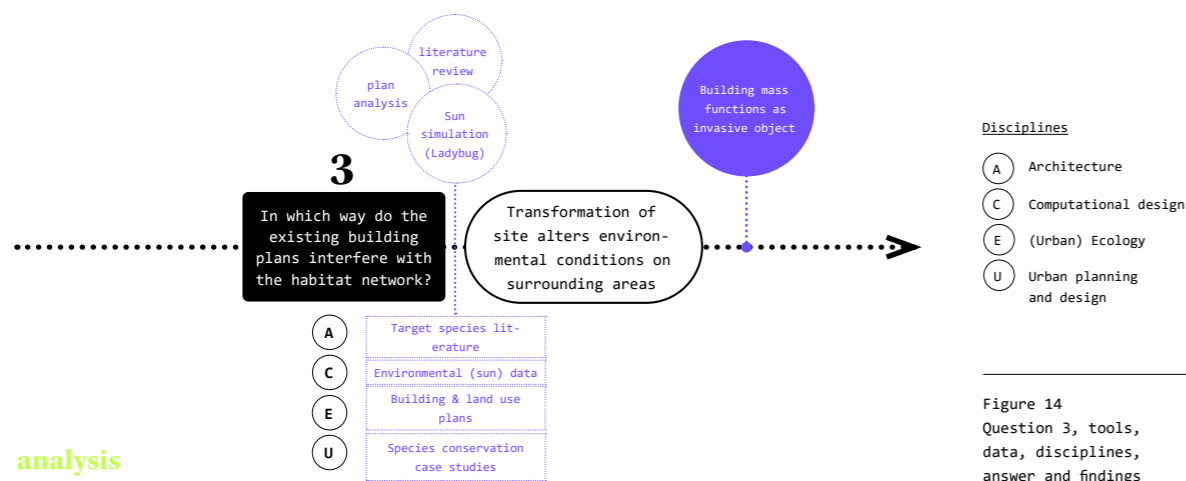 literature
review
plan
analysis
Sun
simulation
(Ladybug)
Building mass
functions as
invasive object
3
In which way do the
existing building
plans interfere with
the habitat network?
Transformation of
site alters environ-
mental conditions on
surrounding areas
A
Target species lit-
erature
C
Environmental (sun) data
E
Building & land use
plans
U
Species conservation
case studies
analysis
Disciplines
A Architecture
C Computational design
E (Urban) Ecology
U Urban planning
and design
Figure 14
Question 3, tools,
data, disciplines,
answer and findings